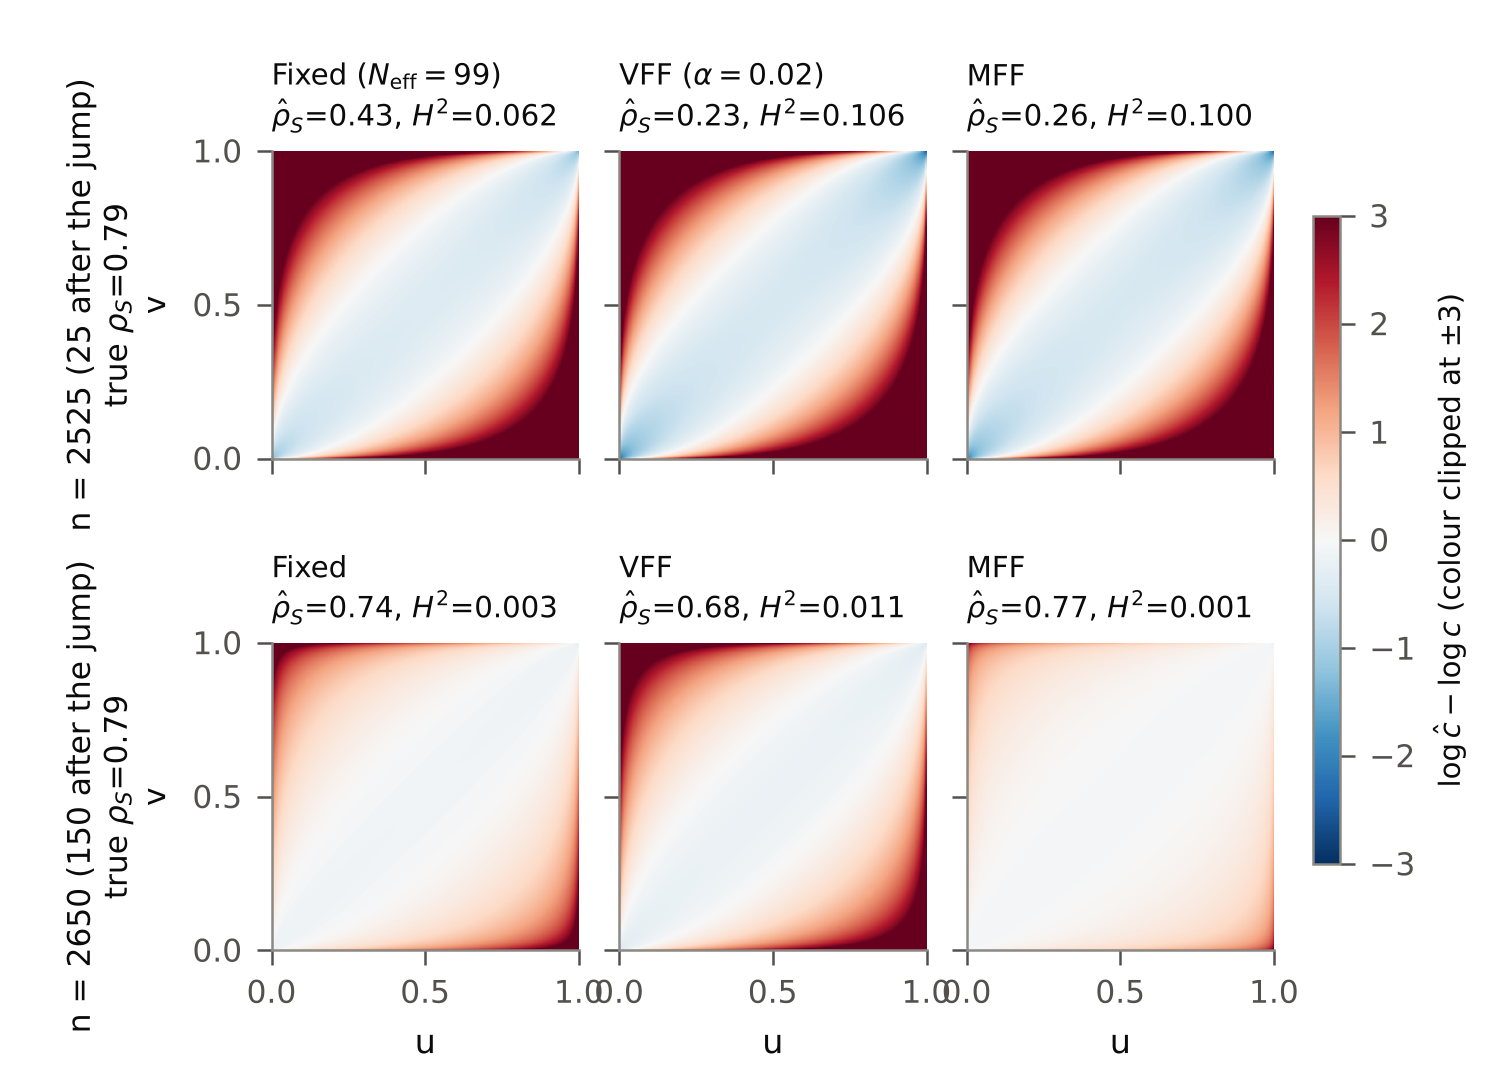 Fixed (N_eff = 99)
ρ̂_S=0.43, H²=0.062
VFF (α = 0.02)
ρ̂_S=0.23, H²=0.106
MFF
ρ̂_S=0.26, H²=0.100
n = 2525 (25 after the jump)
true ρ_S=0.79
v
1.0
0.5
0.0
Fixed
ρ̂_S=0.74, H²=0.003
VFF
ρ̂_S=0.68, H²=0.011
MFF
ρ̂_S=0.77, H²=0.001
n = 2650 (150 after the jump)
true ρ_S=0.79
v
1.0
0.5
0.0
0.0 0.5 1.0
0.0 0.5 1.0
0.0 0.5 1.0
u
u
u
3
2
1
0
−1
−2
−3
log ĉ − log c (colour clipped at ±3)